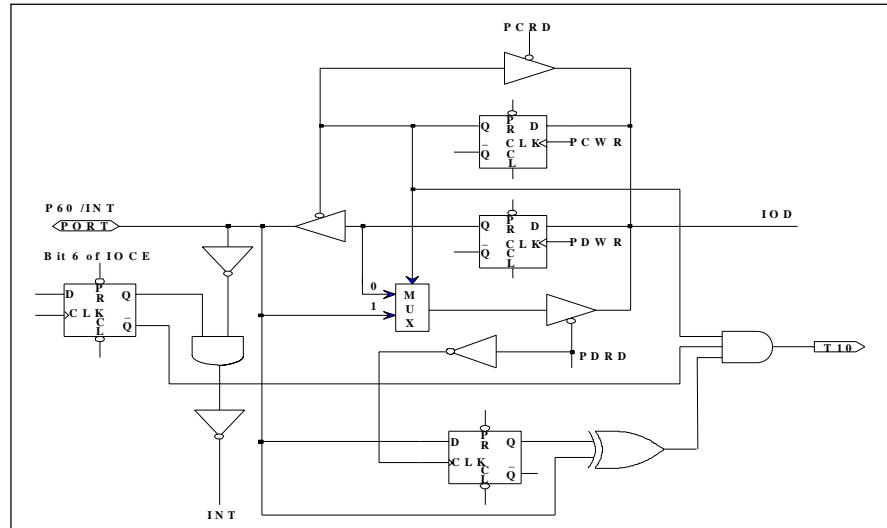 PCRD
Q PR D
CLK
Q CL
PCWR
P60 /INT
PORT
Q PR D
CLK
Q CL
PDWR
IOD
Bit 6 of IOCE
D PR Q
CLK
CL Q
0
1
MUX
PDRD
T10
D PR Q
CLK
CL Q
INT